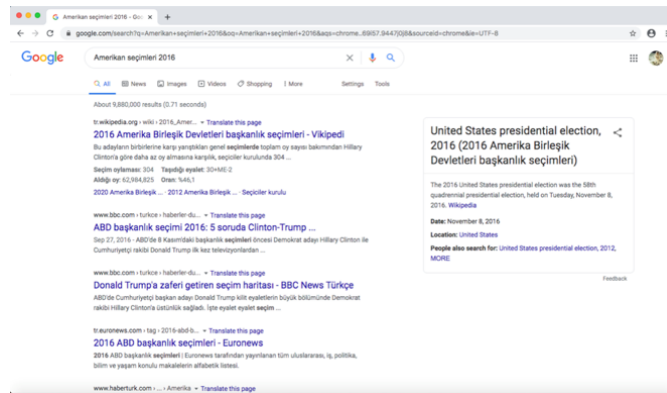 Amerikan seçimleri 2016 - Goo
google.com/search?q=Amerikan+seçimleri+2016&oq=Amerikan+seçimleri+2016&aqs=chrome..69i57.9447j0j8&sourceid=chrome&ie=UTF-8
Google
Amerikan seçimleri 2016
All News Images Videos Shopping More Settings Tools
About 9,880,000 results (0.71 seconds)
tr.wikipedia.org › wiki › 2016_Amer... Translate this page
2016 Amerika Birleşik Devletleri başkanlık seçimleri - Vikipedi
Bu adayların birbirlerine karşı yarıştıkları genel seçimlerde toplam oy sayısı bakımından Hillary
Clinton'a göre daha az oy almasına karşılık, seçiciler kurulunda 304 ...
Seçim oylaması: 304 Taşıdığı eyalet: 30+ME-2
Aldığı oy: 62,984,825 Oran: %46,1
2020 Amerika Birleşik ... · 2012 Amerika Birleşik ... · Seçiciler kurulu
www.bbc.com › turkce › haberler-du... Translate this page
ABD başkanlık seçimi 2016: 5 soruda Clinton-Trump ...
Sep 27, 2016 - ABD'de 8 Kasım'daki başkanlık seçimleri öncesi Demokrat adayı Hillary Clinton ile
Cumhuriyetçi rakibi Donald Trump ilk kez televizyonlardan ...
www.bbc.com › turkce › haberler-du... Translate this page
Donald Trump'a zaferi getiren seçim haritası - BBC News Türkçe
ABD'de Cumhuriyetçi başkan adayı Donald Trump kilit eyaletlerin büyük bölümünde Demokrat
rakibi Hillary Clinton'a üstünlük sağladı. İşte eyalet eyalet seçim ...
tr.euronews.com › tag › 2016-abd-b... Translate this page
2016 ABD başkanlık seçimleri - Euronews
2016 ABD başkanlık seçimleri | Euronews tarafından yayınlanan tüm uluslararası, iş, politika,
bilim ve yaşam konulu makalelerin alfabetik listesi.
www.haberturk.com › ... › Amerika Translate this page
United States presidential election,
2016 (2016 Amerika Birleşik
Devletleri başkanlık seçimleri)
The 2016 United States presidential election was the 58th
quadrennial presidential election, held on Tuesday, November 8,
2016. Wikipedia
Date: November 8, 2016
Location: United States
People also search for: United States presidential election, 2012,
MORE
Feedback